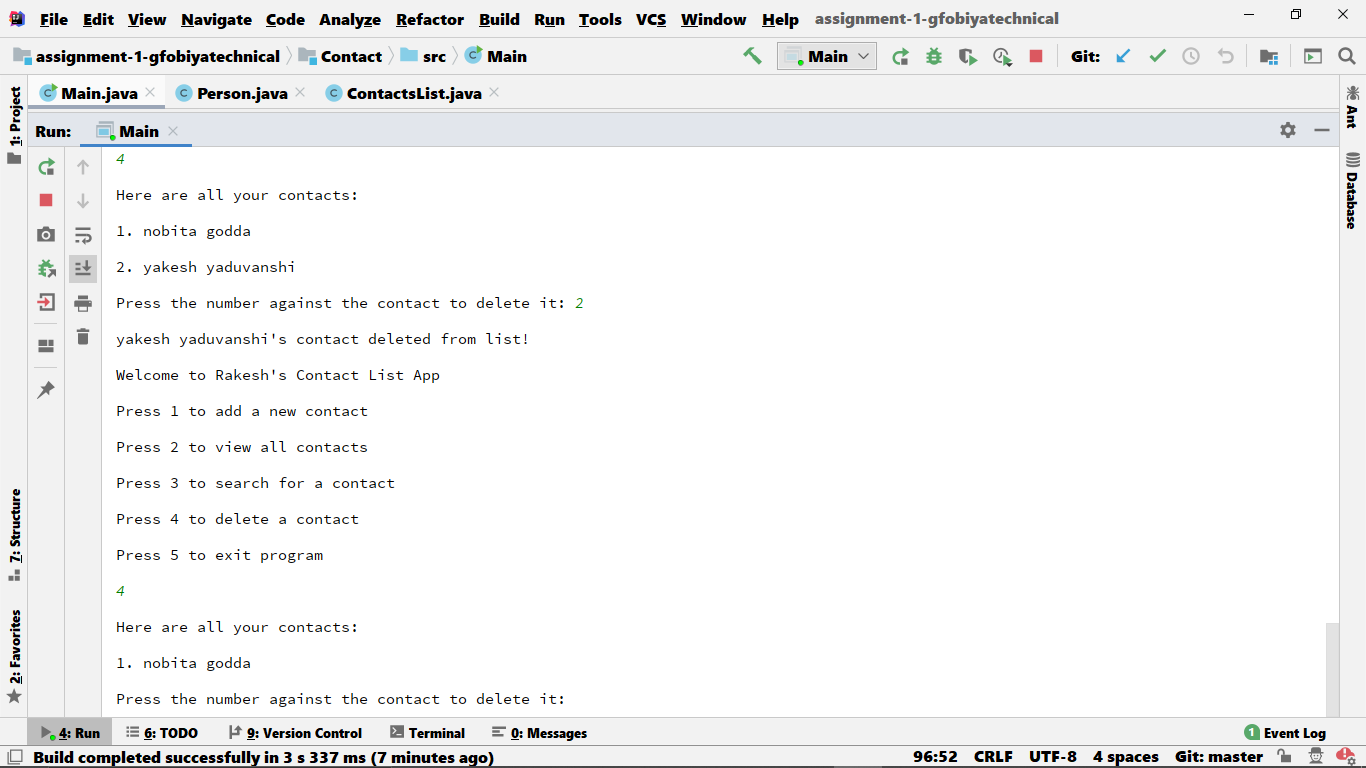 File Edit View Navigate Code Analyze Refactor Build Run Tools VCS Window Help assignment-1-gfobiyatechnical
assignment-1-gfobiyatechnical Contact src Main Main Git:
Main.java Person.java ContactsList.java
Run: Main
1: Project
7: Structure
2: Favorites
Ant
Database
4
Here are all your contacts:
1. nobita godda
2. yakesh yaduvanshi
Press the number against the contact to delete it: 2
yakesh yaduvanshi's contact deleted from list!
Welcome to Rakesh's Contact List App
Press 1 to add a new contact
Press 2 to view all contacts
Press 3 to search for a contact
Press 4 to delete a contact
Press 5 to exit program
4
Here are all your contacts:
1. nobita godda
Press the number against the contact to delete it:
4: Run 6: TODO 9: Version Control Terminal 0: Messages 1 Event Log
Build completed successfully in 3 s 337 ms (7 minutes ago) 96:52 CRLF UTF-8 4 spaces Git: master